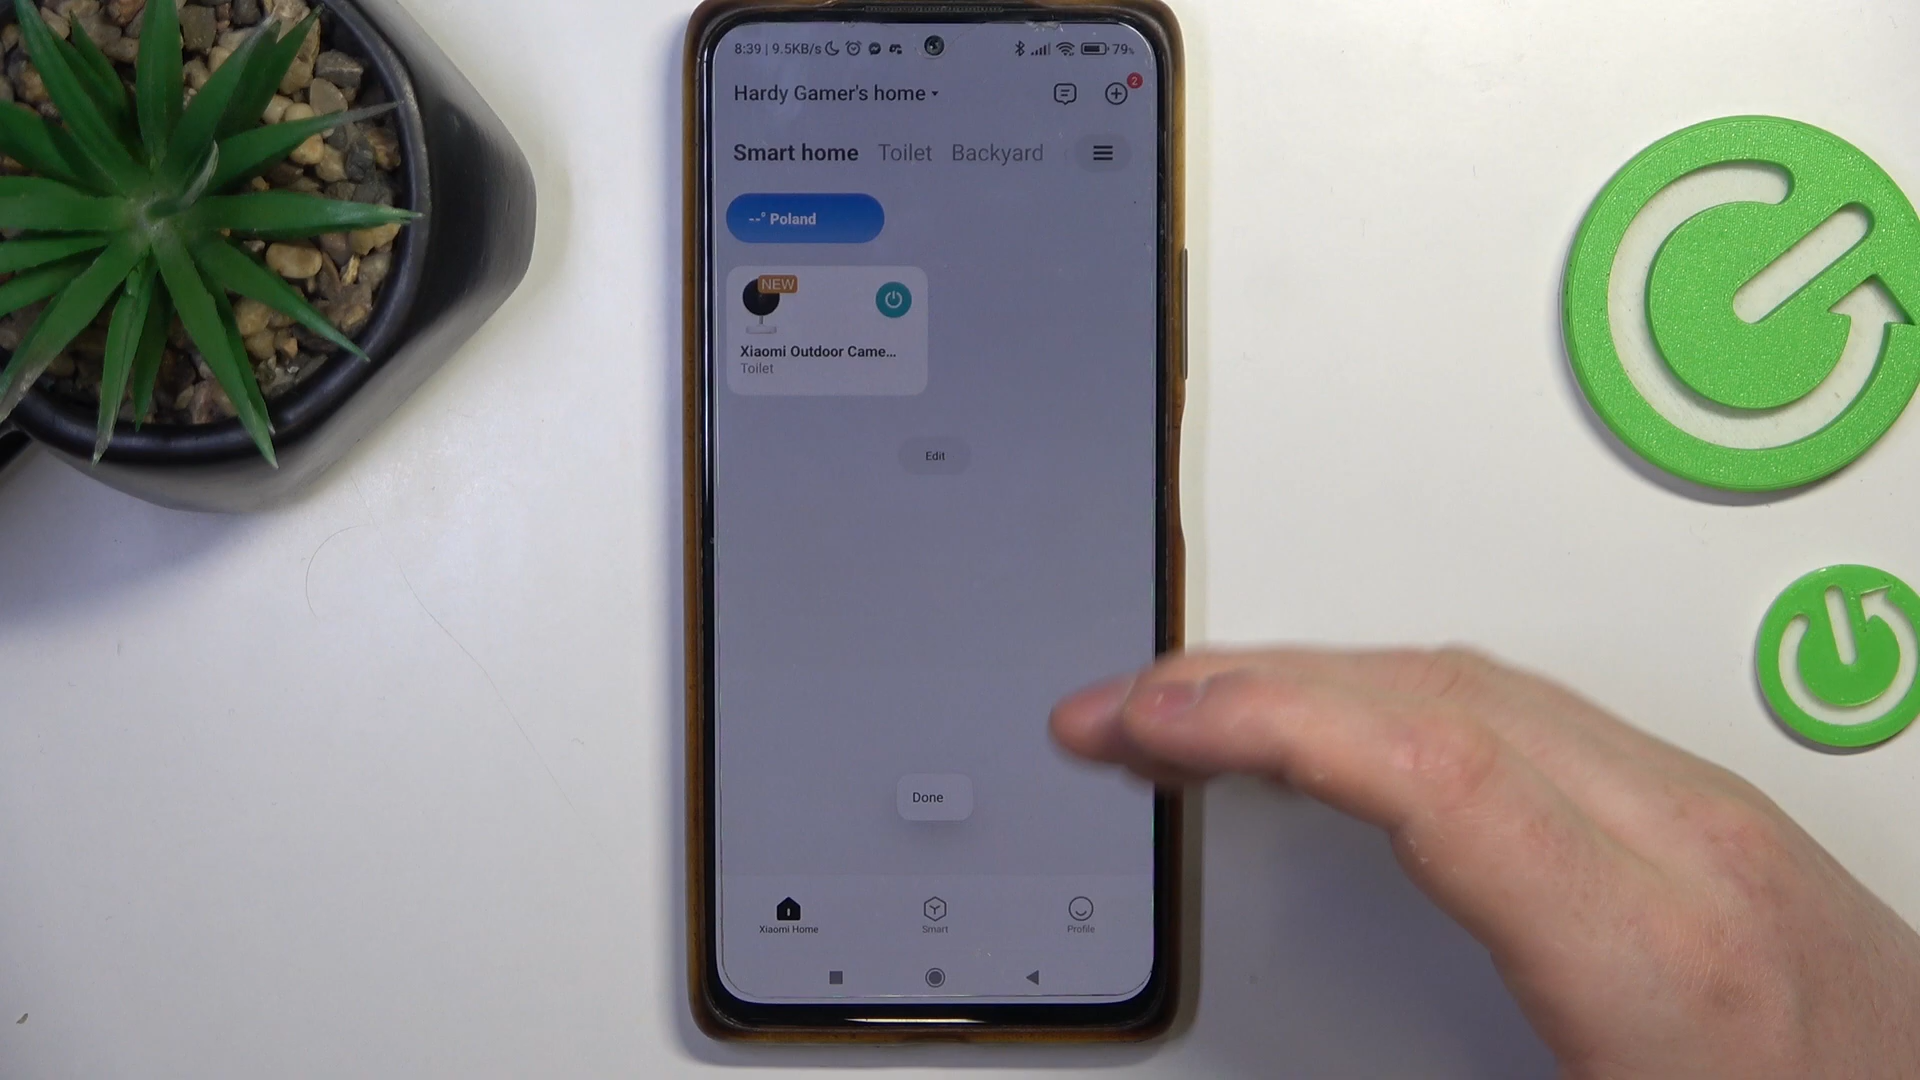 8:39 | 9.5KB/s
79%
Hardy Gamer's home
2
Smart home Toilet Backyard
--° Poland
NEW
Xiaomi Outdoor Came...
Toilet
Edit
Done
Xiaomi Home Smart Profile